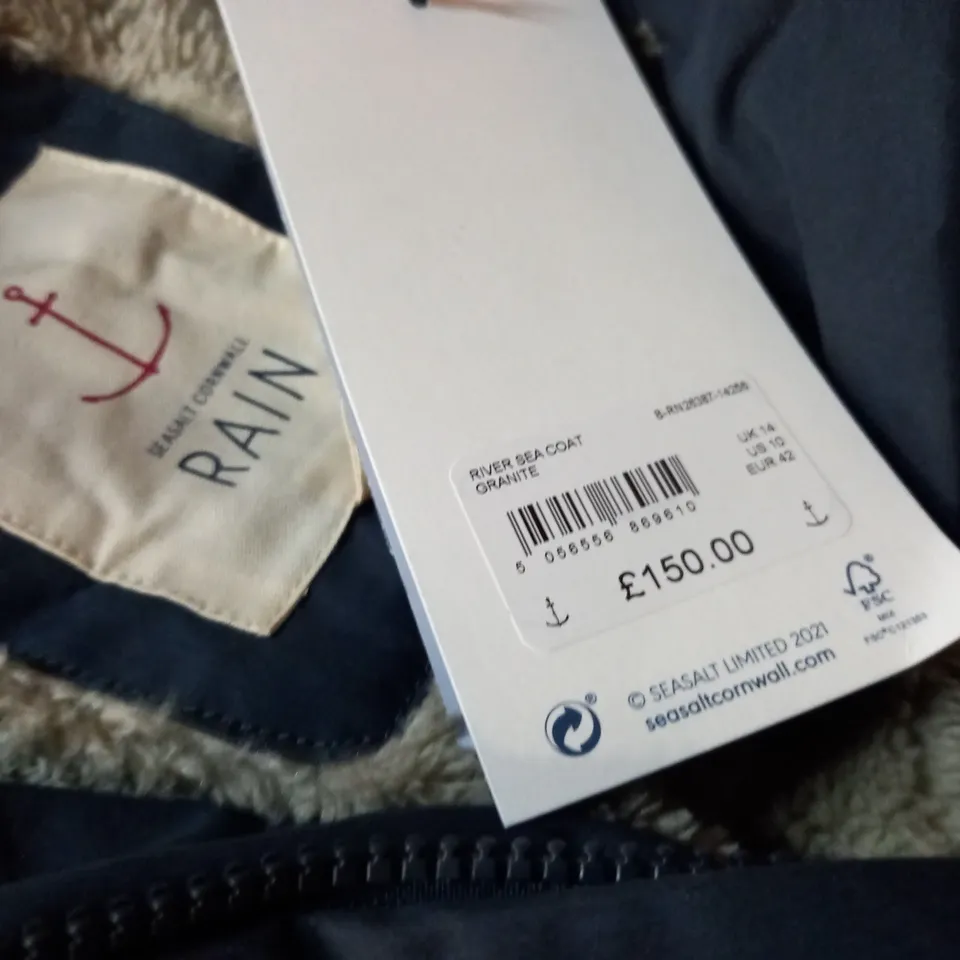 SEASALT CORNWALL
RAIN
RIVER SEA COAT
GRANITE
B-RN26387-14256
UK 14
US 10
EUR 42
5 056556 869610
£150.00
© SEASALT LIMITED 2021
seasaltcornwall.com
®
FSC
MIX